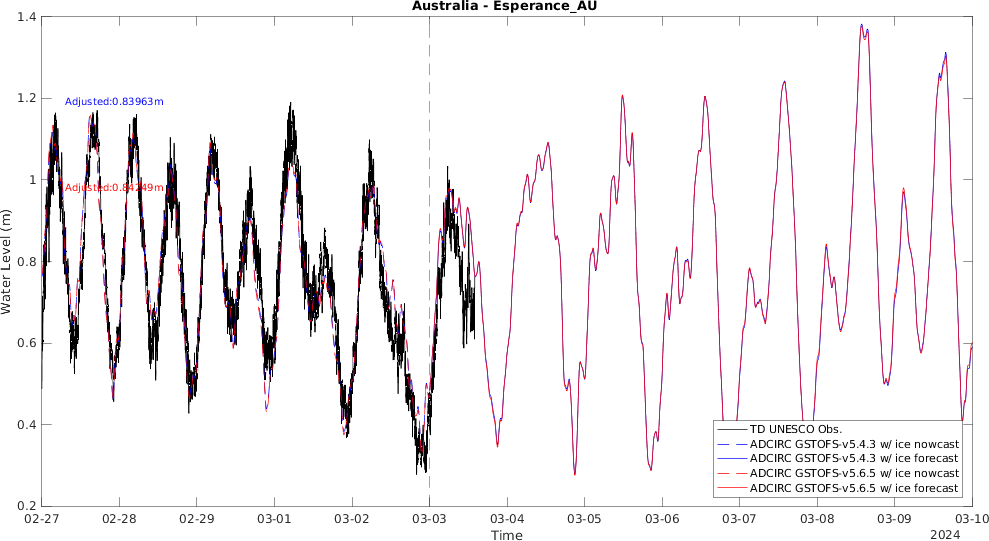 Australia - Esperance_AU
1.4
1.2
1
0.8
0.6
0.4
0.2
Water Level (m)
Adjusted:0.83963m
Adjusted:0.84249m
TD UNESCO Obs.
ADCIRC GSTOFS-v5.4.3 w/ ice nowcast
ADCIRC GSTOFS-v5.4.3 w/ ice forecast
ADCIRC GSTOFS-v5.6.5 w/ ice nowcast
ADCIRC GSTOFS-v5.6.5 w/ ice forecast
02-27 02-28 02-29 03-01 03-02 03-03 03-04 03-05 03-06 03-07 03-08 03-09 03-10
Time
2024